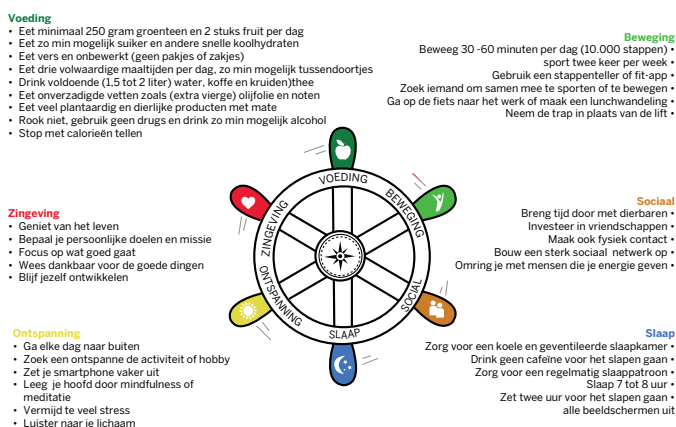 Voeding
• Eet minimaal 250 gram groenteen en 2 stuks fruit per dag
• Eet zo min mogelijk suiker en andere snelle koolhydraten
• Eet vers en onbewerkt (geen pakjes of zakjes)
• Eet drie volwaardige maaltijden per dag, zo min mogelijk tussendoortjes
• Drink voldoende (1,5 tot 2 liter) water, koffe en kruiden)thee
• Eet onverzadigde vetten zoals (extra vierge) olijfolie en noten
• Eet veel plantaardig en dierlijke producten met mate
• Rook niet, gebruik geen drugs en drink zo min mogelijk alcohol
• Stop met calorieën tellen
Beweging
Beweeg 30 -60 minuten per dag (10.000 stappen) •
sport twee keer per week •
Gebruik een stappenteller of fit-app •
Zoek iemand om samen mee te sporten of te bewegen •
Ga op de fiets naar het werk of maak een lunchwandeling •
Neem de trap in plaats van de lift •
VOEDING
BEWEGING
SOCIAL
SLAAP
ONTSPANNING
ZINGEVING
Zingeving
• Geniet van het leven
• Bepaal je persoonlijke doelen en missie
• Focus op wat goed gaat
• Wees dankbaar voor de goede dingen
• Blijf jezelf ontwikkelen
Sociaal
Breng tijd door met dierbaren •
Investeer in vriendschappen •
Maak ook fysiek contact •
Bouw een sterk sociaal netwerk op •
Omring je met mensen die je energie geven •
Ontspanning
• Ga elke dag naar buiten
• Zoek een ontspanne de activiteit of hobby
• Zet je smartphone vaker uit
• Leeg je hoofd door mindfulness of
meditatie
• Vermijd te veel stress
• Luister naar je lichaam
Slaap
Zorg voor een koele en geventileerde slaapkamer •
Drink geen cafeïne voor het slapen gaan •
Zorg voor een regelmatig slaappatroon •
Slaap 7 tot 8 uur •
Zet twee uur voor het slapen gaan •
alle beeldschermen uit